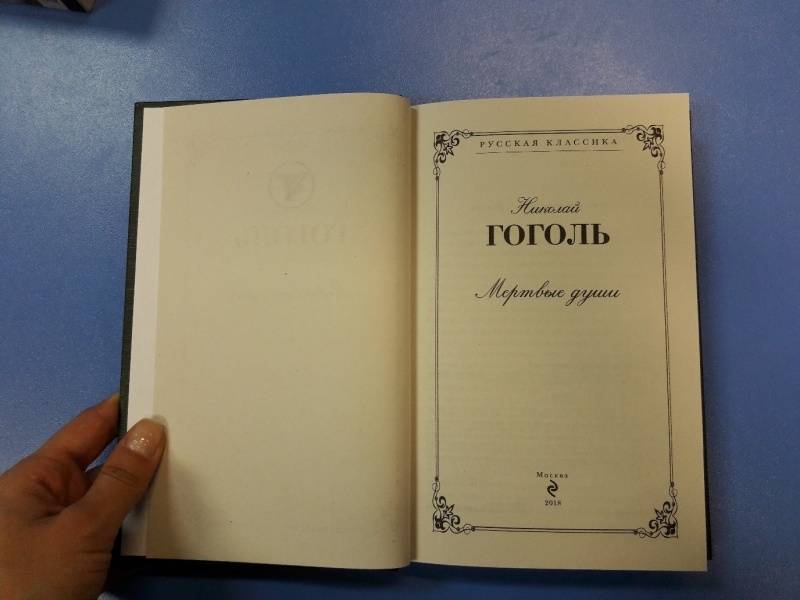 РУССКАЯ КЛАССИКА
Николай
ГОГОЛЬ
Мертвые души
Москва
2018